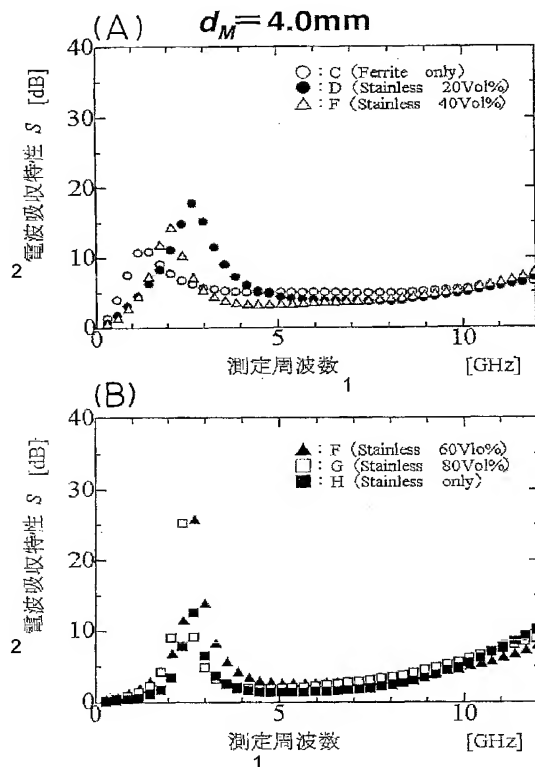 (A) d_M=4.0mm
40
30
20
10
0
電波吸収特性 S [dB]
2
○ : C (Ferrite only)
● : D (Stainless 20Vol%)
△ : F (Stainless 40Vol%)
5 10
測定周波数 [GHz]
1
(B)
40
30
20
10
0
電波吸収特性 S [dB]
2
▲ : F (Stainless 60Vlo%)
□ : G (Stainless 80Vol%)
■ : H (Stainless only)
5 10
測定周波数 [GHz]
1